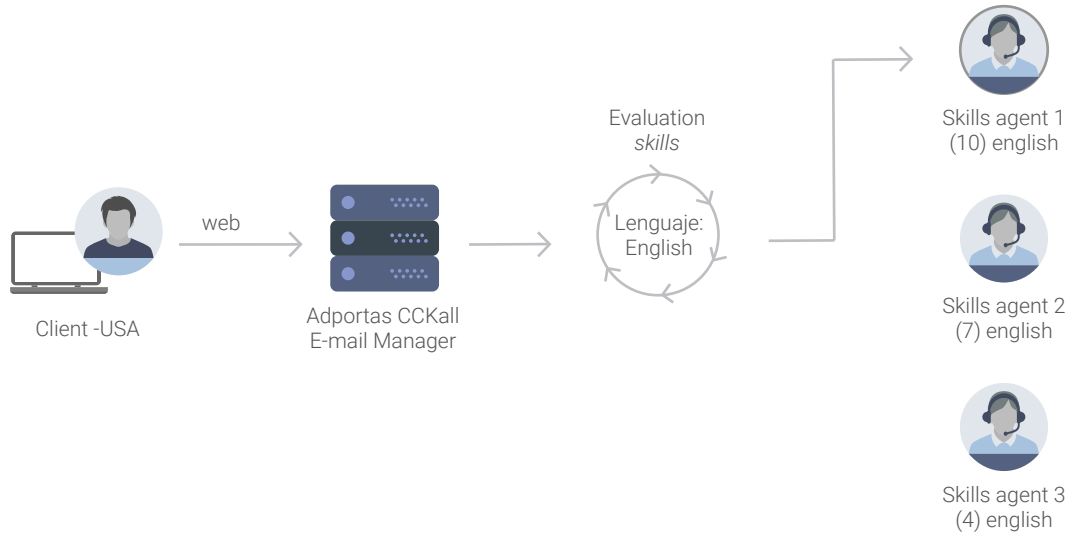 Client -USA
web
Adportas CCKall
E-mail Manager
Evaluation
skills
Lenguaje:
English
Skills agent 1
(10) english
Skills agent 2
(7) english
Skills agent 3
(4) english